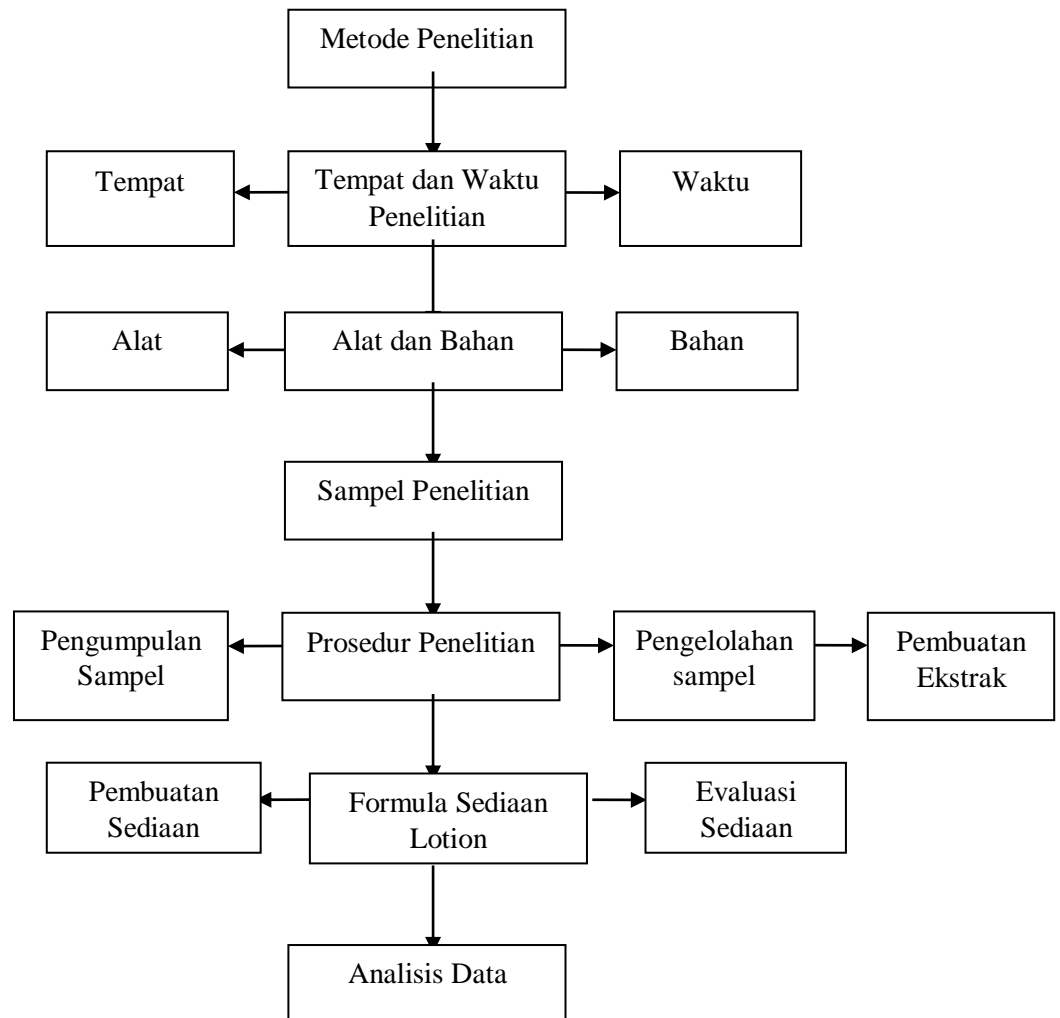 Metode Penelitian
Tempat
Tempat dan Waktu
Penelitian
Waktu
Alat
Alat dan Bahan
Bahan
Sampel Penelitian
Pengumpulan
Sampel
Prosedur Penelitian
Pengelolahan
sampel
Pembuatan
Ekstrak
Pembuatan
Sediaan
Formula Sediaan
Lotion
Evaluasi
Sediaan
Analisis Data